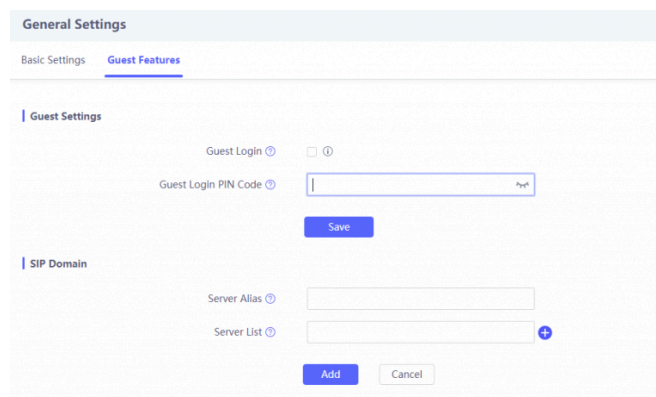 General Settings
Basic Settings Guest Features
Guest Settings
Guest Login
Guest Login PIN Code
Save
SIP Domain
Server Alias
Server List
Add Cancel